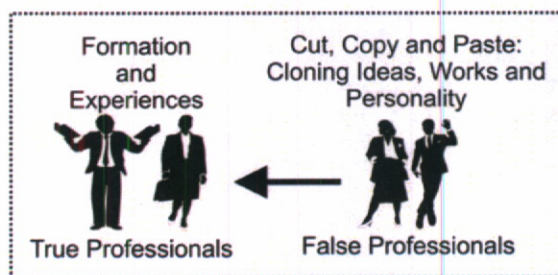 Formation
and
Experiences
True Professionals
Cut, Copy and Paste:
Cloning Ideas, Works and
Personality
False Professionals